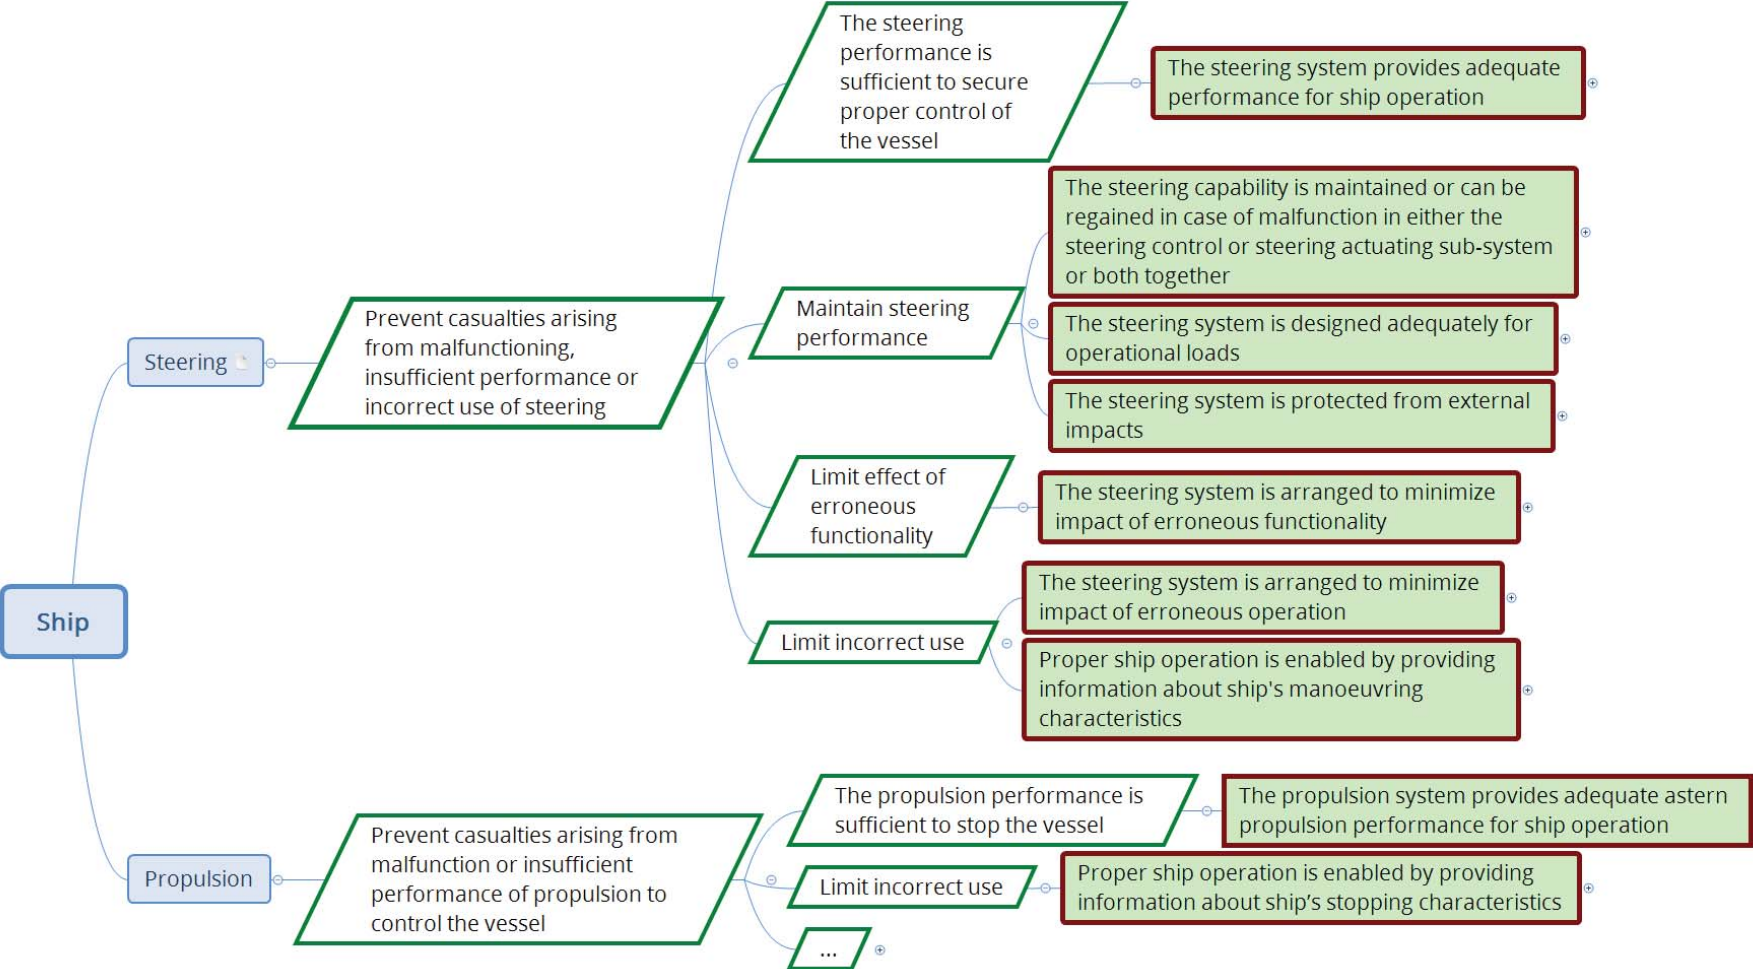 The steering
performance is
sufficient to secure
proper control of
the vessel
The steering system provides adequate
performance for ship operation
The steering capability is maintained or can be
regained in case of malfunction in either the
steering control or steering actuating sub-system
or both together
Maintain steering
performance
The steering system is designed adequately for
operational loads
The steering system is protected from external
impacts
Steering
Prevent casualties arising
from malfunctioning,
insufficient performance or
incorrect use of steering
Limit effect of
erroneous
functionality
The steering system is arranged to minimize
impact of erroneous functionality
The steering system is arranged to minimize
impact of erroneous operation
Limit incorrect use
Proper ship operation is enabled by providing
information about ship's manoeuvring
characteristics
Ship
Propulsion
Prevent casualties arising from
malfunction or insufficient
performance of propulsion to
control the vessel
The propulsion performance is
sufficient to stop the vessel
The propulsion system provides adequate astern
propulsion performance for ship operation
Limit incorrect use
Proper ship operation is enabled by providing
information about ship’s stopping characteristics
...